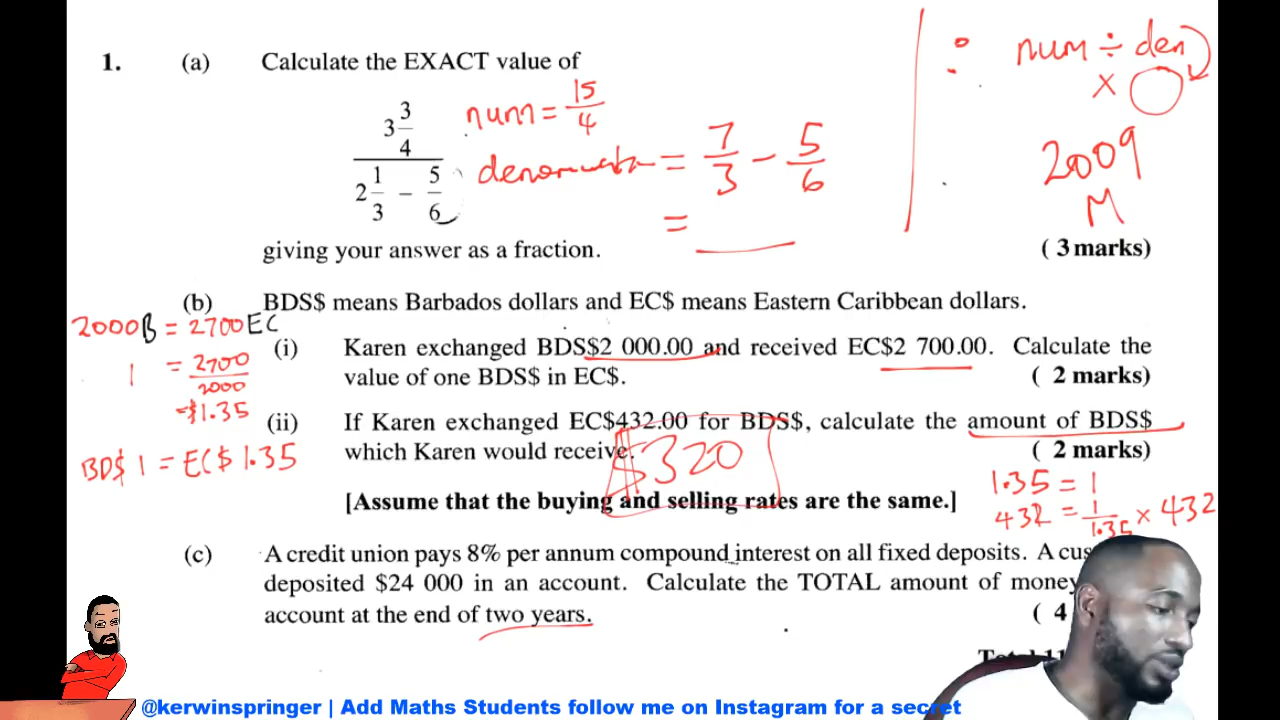 1. (a) Calculate the EXACT value of
3 3/4
2 1/3 − 5/6
num = 15/4
denominator = 7/3 − 5/6
=
: num ÷ den
×
2009
M
giving your answer as a fraction. ( 3 marks)
(b) BDS$ means Barbados dollars and EC$ means Eastern Caribbean dollars.
2000B = 2700EC
1 = 2700/2000
= $1.35
BD$ 1 = EC$ 1.35
(i) Karen exchanged BDS$2 000.00 and received EC$2 700.00. Calculate the
value of one BDS$ in EC$. ( 2 marks)
(ii) If Karen exchanged EC$432.00 for BDS$, calculate the amount of BDS$
which Karen would receive. ( 2 marks)
$320
1.35 = 1
432 = 1/1.35 × 432
[Assume that the buying and selling rates are the same.]
(c) A credit union pays 8% per annum compound interest on all fixed deposits. A
deposited $24 000 in an account. Calculate the TOTAL amount of money
account at the end of two years. ( 4
@kerwinspringer | Add Maths Students follow me on Instagram for a secret